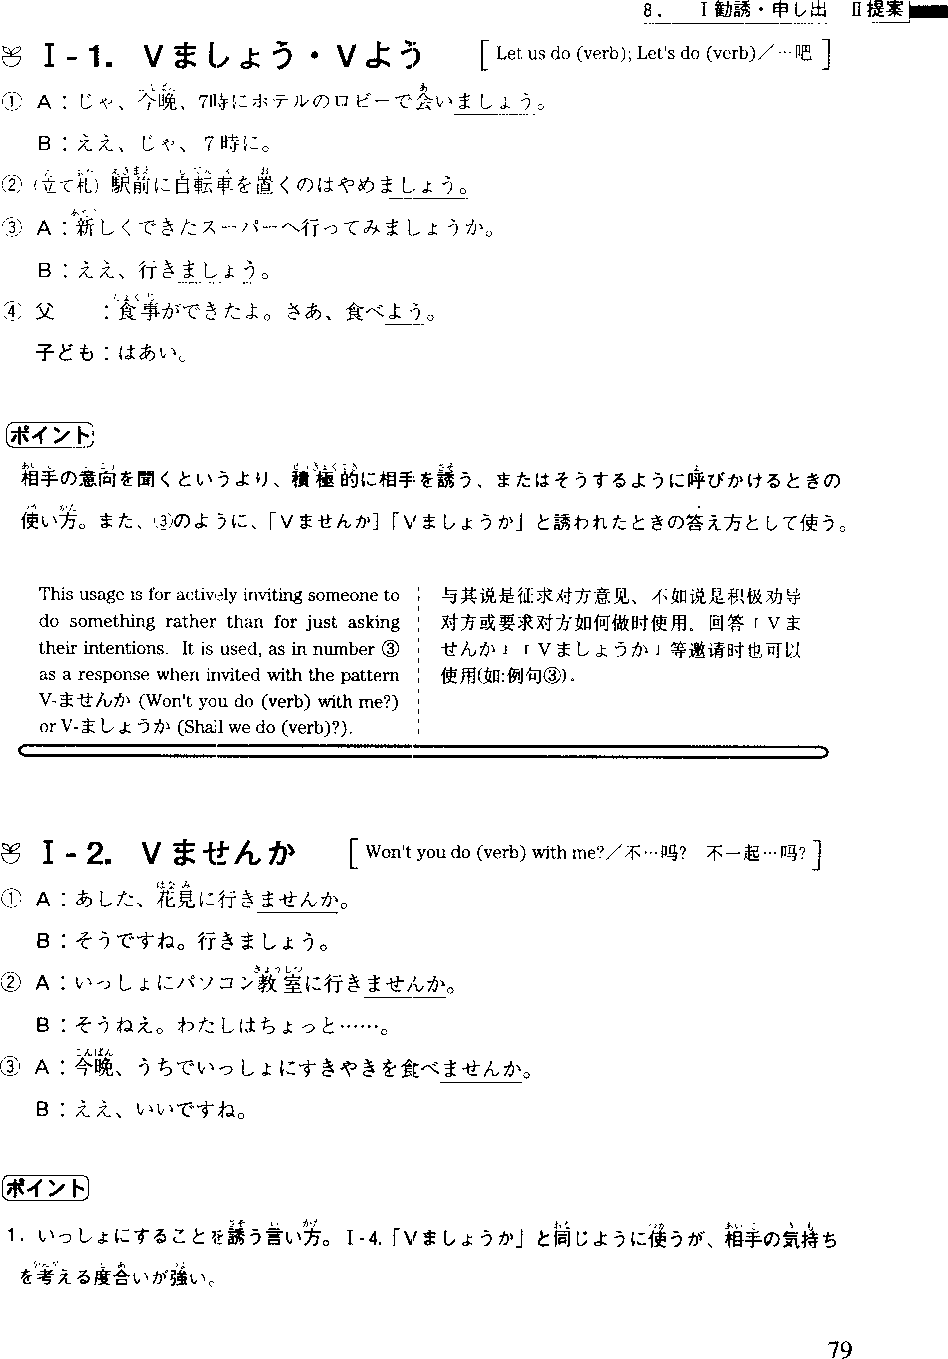 8． Ⅰ勧誘・申し出 Ⅱ提案
Ⅰ-1. Vましょう・Vよう [Let us do (verb); Let's do (verb)／…吧]
① A：じゃ、今晩、7時にホテルのロビーで会いましょう。
B：ええ、じゃ、7時に。
②（立て札）駅前に自転車を置くのはやめましょう。
③ A：新しくできたスーパーへ行ってみましょうか。
B：ええ、行きましょう。
④ 父 ：食事ができたよ。さあ、食べよう。
子ども：はあい。
ポイント
相手の意向を聞くというより、積極的に相手を誘う、またはそうするように呼びかけるときの
使い方。また、③のように、「Vませんか」「Vましょうか」と誘われたときの答え方として使う。
This usage is for actively inviting someone to
do something rather than for just asking
their intentions. It is used, as in number ③
as a response when invited with the pattern
V-ませんか (Won't you do (verb) with me?)
or V-ましょうか (Shall we do (verb)?).
与其说是征求对方意见、不如说是积极劝导
对方或要求对方如何做时使用。回答「Vま
せんか」「Vましょうか」等邀请时也可以
使用(如:例句③)。
Ⅰ-2. Vませんか [Won't you do (verb) with me?／不…吗? 不一起…吗?]
① A：あした、花見に行きませんか。
B：そうですね。行きましょう。
② A：いっしょにパソコン教室に行きませんか。
B：そうねえ。わたしはちょっと……。
③ A：今晩、うちでいっしょにすきやきを食べませんか。
B：ええ、いいですね。
ポイント
1. いっしょにすることを誘う言い方。Ⅰ-4.「Vましょうか」と同じように使うが、相手の気持ち
を考える度合いが強い。
79